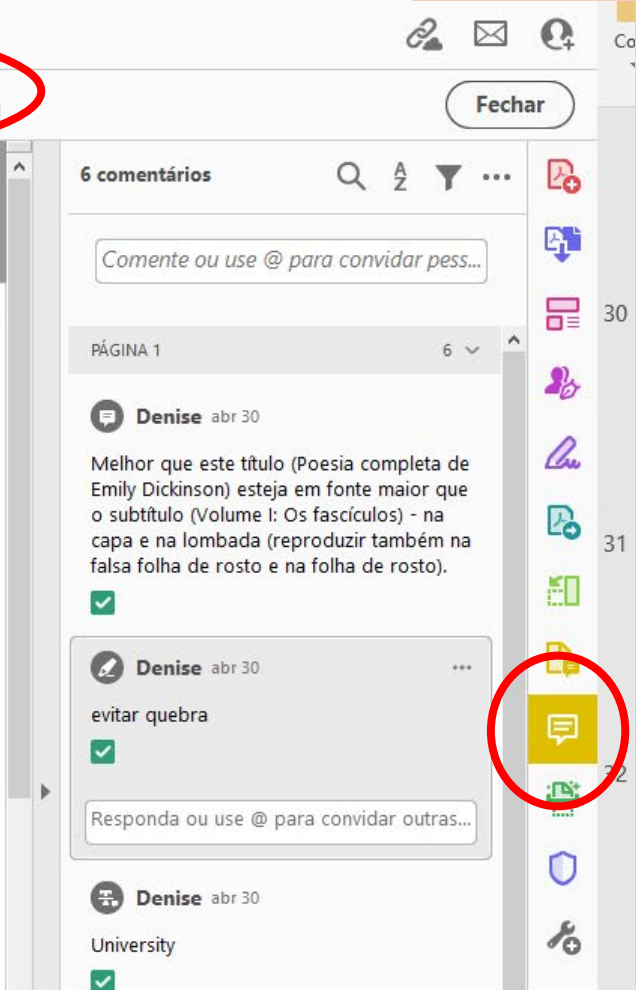 Co
Fechar
6 comentários
Comente ou use @ para convidar pess...
PÁGINA 1 6
30
Denise abr 30
Melhor que este título (Poesia completa de
Emily Dickinson) esteja em fonte maior que
o subtítulo (Volume I: Os fascículos) - na
capa e na lombada (reproduzir também na
falsa folha de rosto e na folha de rosto).
31
Denise abr 30
evitar quebra
32
Responda ou use @ para convidar outras...
Denise abr 30
University